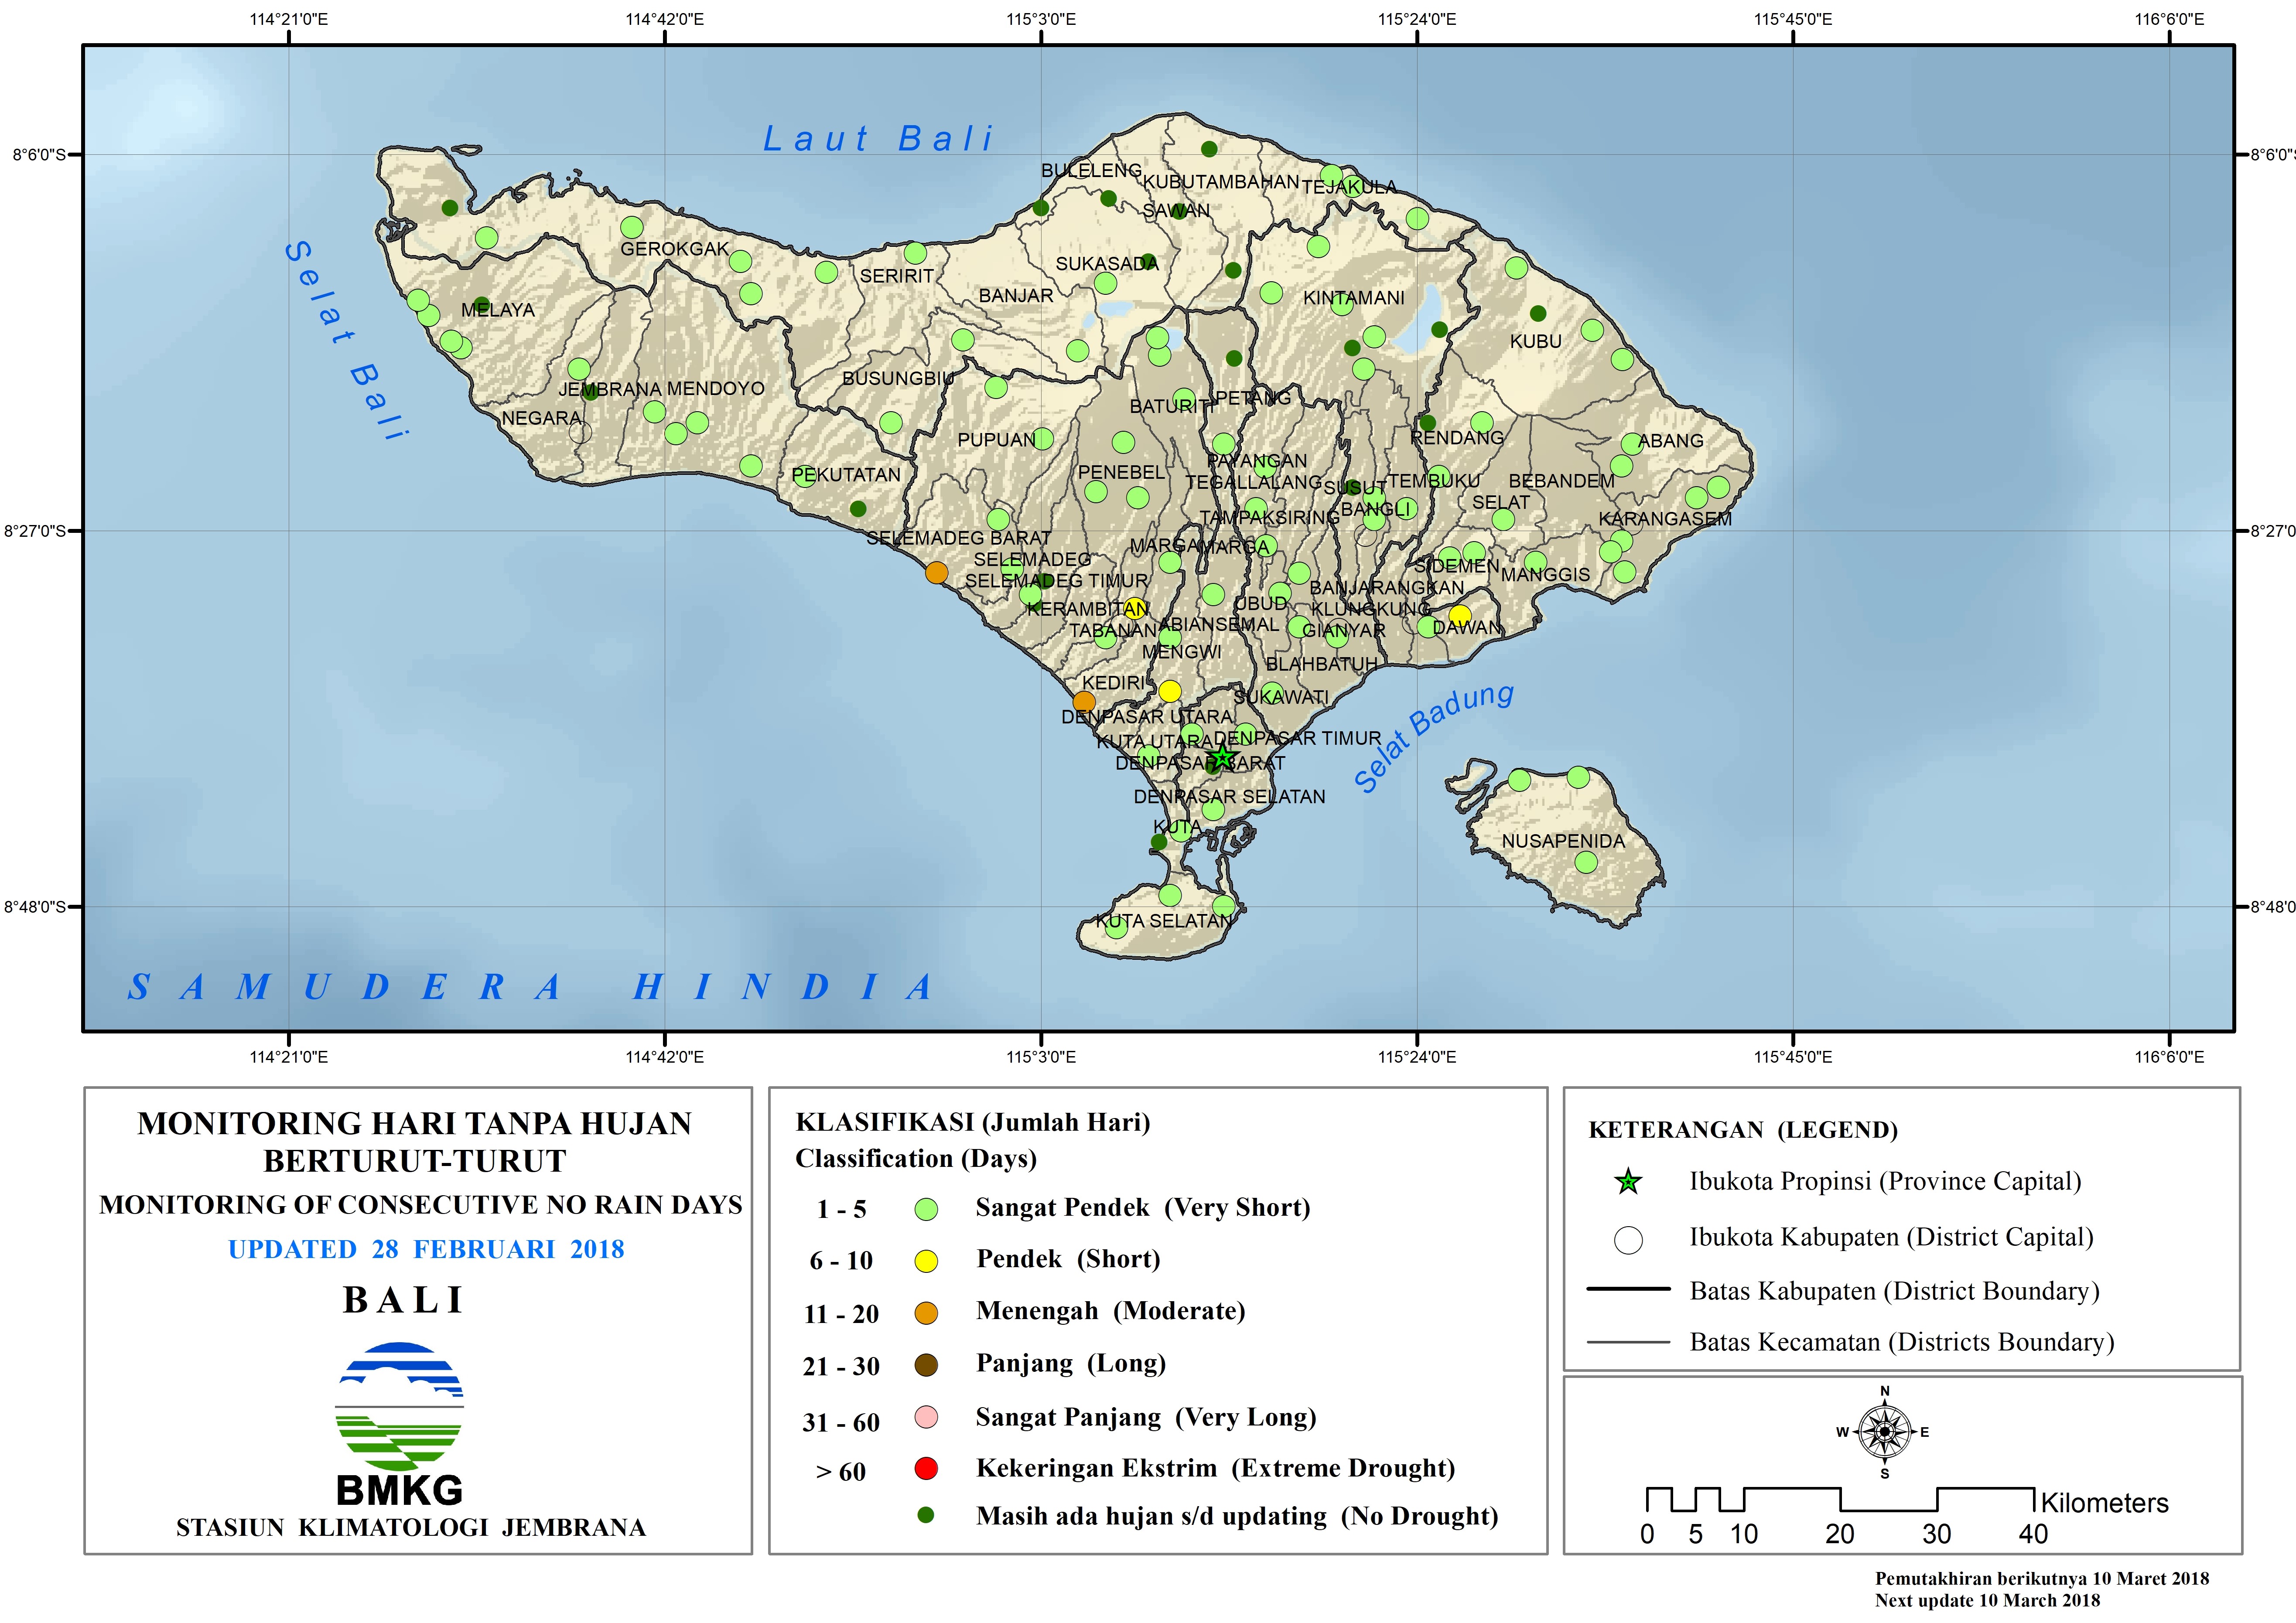 114°21'0"E 114°42'0"E 115°3'0"E 115°24'0"E 115°45'0"E 116°6'0"E
8°6'0"S
8°6'0"S
8°27'0"S
8°27'0
8°48'0"S
8°48'0
Laut Bali
Selat Bali
Selat Badung
SAMUDERA HINDIA
BULELENG
KUBUTAMBAHAN
TEJAKULA
SAWAN
GEROKGAK
SERIRIT
SUKASADA
BANJAR
KINTAMANI
MELAYA
KUBU
BUSUNGBIU
JEMBRANA
MENDOYO
NEGARA
BATURITI
PETANG
PUPUAN
RENDANG
ABANG
PEKUTATAN
PENEBEL
PAYANGAN
TEGALLALANG
SUSUT
TEMBUKU
BEBANDEM
SELAT
BANGLI
TAMPAKSIRING
KARANGASEM
SELEMADEG BARAT
MARGA
MARGA
SELEMADEG
SELEMADEG TIMUR
SIDEMEN
MANGGIS
BANJARANGKAN
KERAMBITAN
UBUD
KLUNGKUNG
TABANAN
ABIANSEMAL
GIANYAR
DAWAN
MENGWI
BLAHBATUH
KEDIRI
SUKAWATI
DENPASAR UTARA
KUTA UTARA
DENPASAR TIMUR
DENPASAR BARAT
DENPASAR SELATAN
KUTA
NUSAPENIDA
KUTA SELATAN
114°21'0"E 114°42'0"E 115°3'0"E 115°24'0"E 115°45'0"E 116°6'0"E
MONITORING HARI TANPA HUJAN
BERTURUT-TURUT
MONITORING OF CONSECUTIVE NO RAIN DAYS
UPDATED 28 FEBRUARI 2018
BALI
BMKG
STASIUN KLIMATOLOGI JEMBRANA
KLASIFIKASI (Jumlah Hari)
Classification (Days)
1 - 5 Sangat Pendek (Very Short)
6 - 10 Pendek (Short)
11 - 20 Menengah (Moderate)
21 - 30 Panjang (Long)
31 - 60 Sangat Panjang (Very Long)
> 60 Kekeringan Ekstrim (Extreme Drought)
Masih ada hujan s/d updating (No Drought)
KETERANGAN (LEGEND)
Ibukota Propinsi (Province Capital)
Ibukota Kabupaten (District Capital)
Batas Kabupaten (District Boundary)
Batas Kecamatan (Districts Boundary)
N
W E
S
Kilometers
0 5 10 20 30 40
Pemutakhiran berikutnya 10 Maret 2018
Next update 10 March 2018